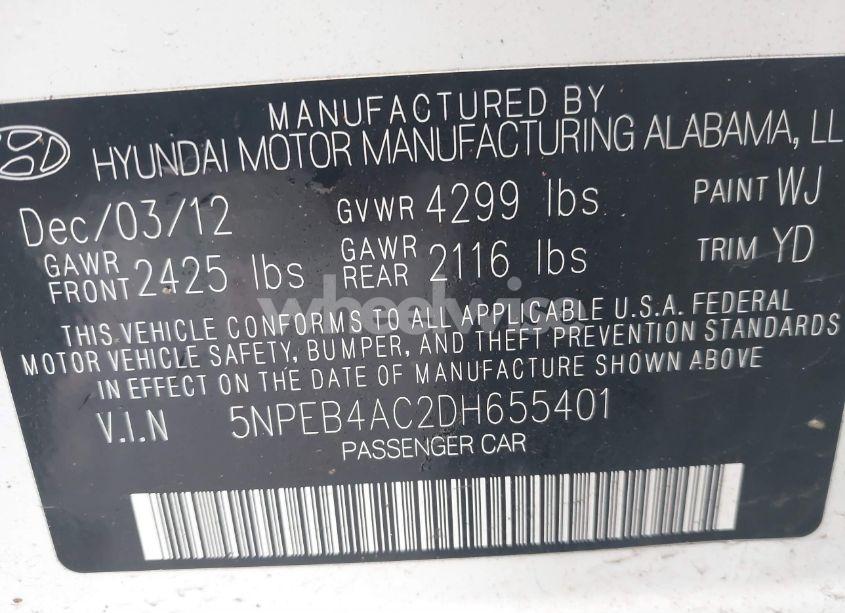 MANUFACTURED BY
HYUNDAI MOTOR MANUFACTURING ALABAMA, LL
Dec/03/12 GVWR 4299 lbs PAINT WJ
GAWR FRONT 2425 lbs GAWR REAR 2116 lbs TRIM YD
THIS VEHICLE CONFORMS TO ALL APPLICABLE U.S.A. FEDERAL
MOTOR VEHICLE SAFETY, BUMPER, AND THEFT PREVENTION STANDARDS
IN EFFECT ON THE DATE OF MANUFACTURE SHOWN ABOVE
V.I.N 5NPEB4AC2DH655401
PASSENGER CAR
wheelwise